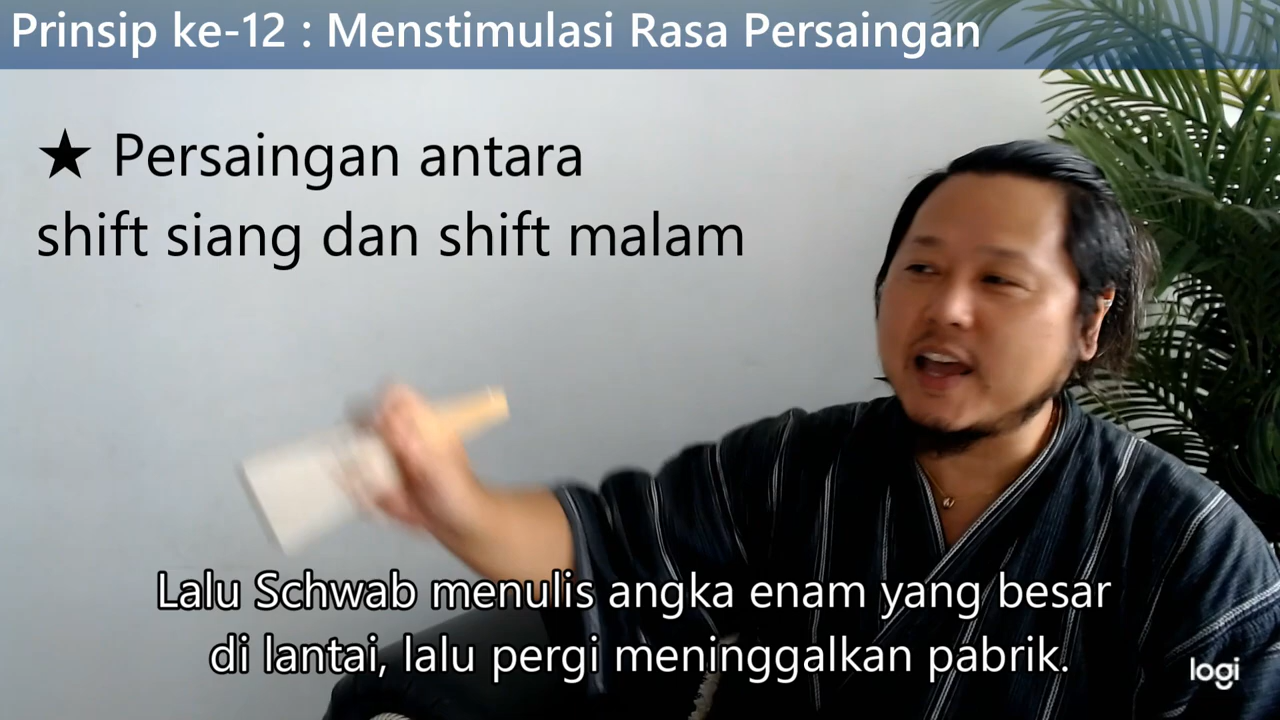 Prinsip ke-12 : Menstimulasi Rasa Persaingan
★ Persaingan antara
shift siang dan shift malam
Lalu Schwab menulis angka enam yang besar
di lantai, lalu pergi meninggalkan pabrik.
logi